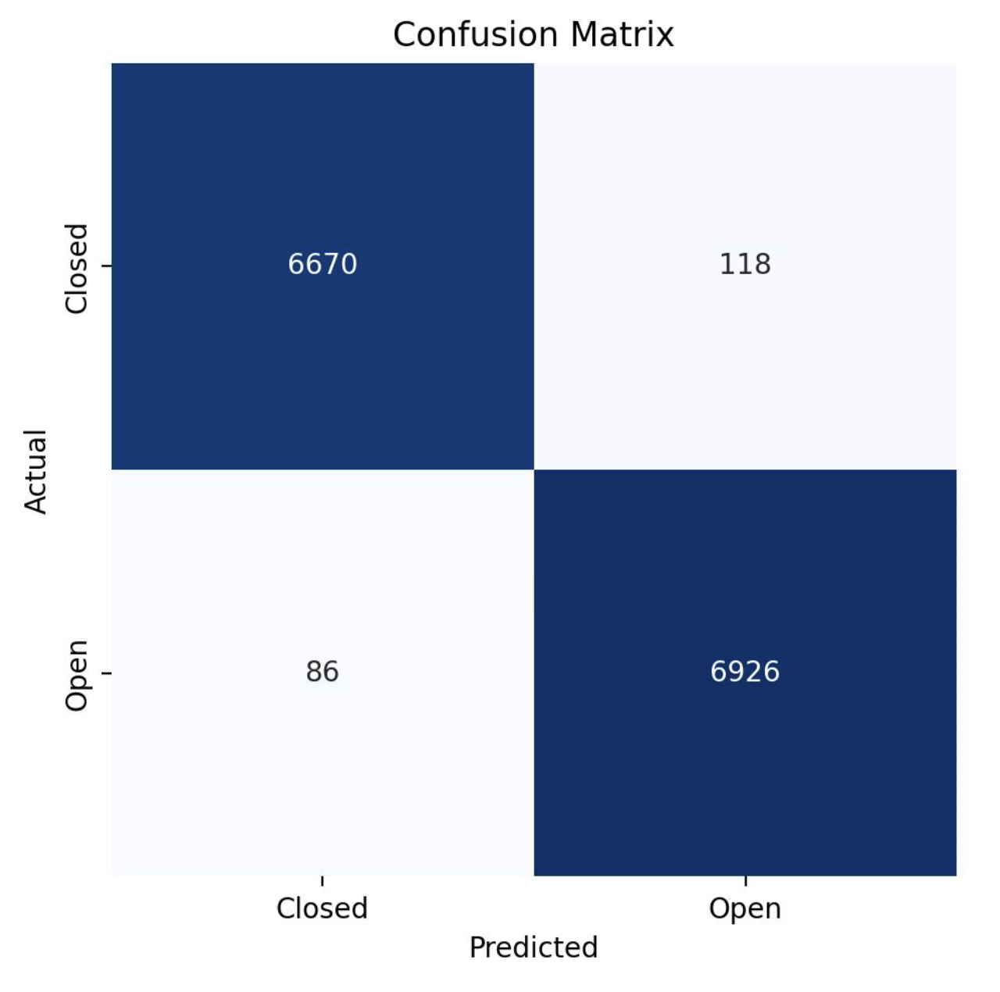 Confusion Matrix
Actual
Closed
6670 118
Open
86 6926
Closed Open
Predicted